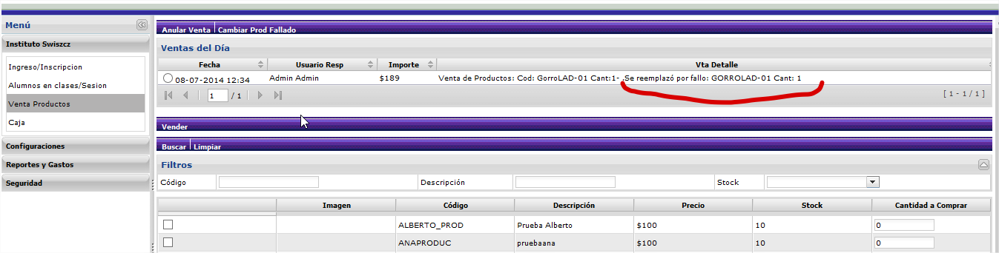 Menú
Instituto Swiszcz
Ingreso/Inscripcion
Alumnos en clases/Sesion
Venta Productos
Caja
Configuraciones
Reportes y Gastos
Seguridad
Anular Venta Cambiar Prod Fallado
Ventas del Día
Fecha Usuario Resp Importe Vta Detalle
08-07-2014 12:34 Admin Admin $189 Venta de Productos: Cod: GorroLAD-01 Cant:1- ,Se reemplazó por fallo: GORROLAD-01 Cant: 1
1 / 1 [ 1 - 1 / 1 ]
Vender
Buscar Limpiar
Filtros
Código Descripción Stock
Imagen Código Descripción Precio Stock Cantidad a Comprar
ALBERTO_PROD Prueba Alberto $100 10 0
ANAPRODUC pruebaana $100 10 0